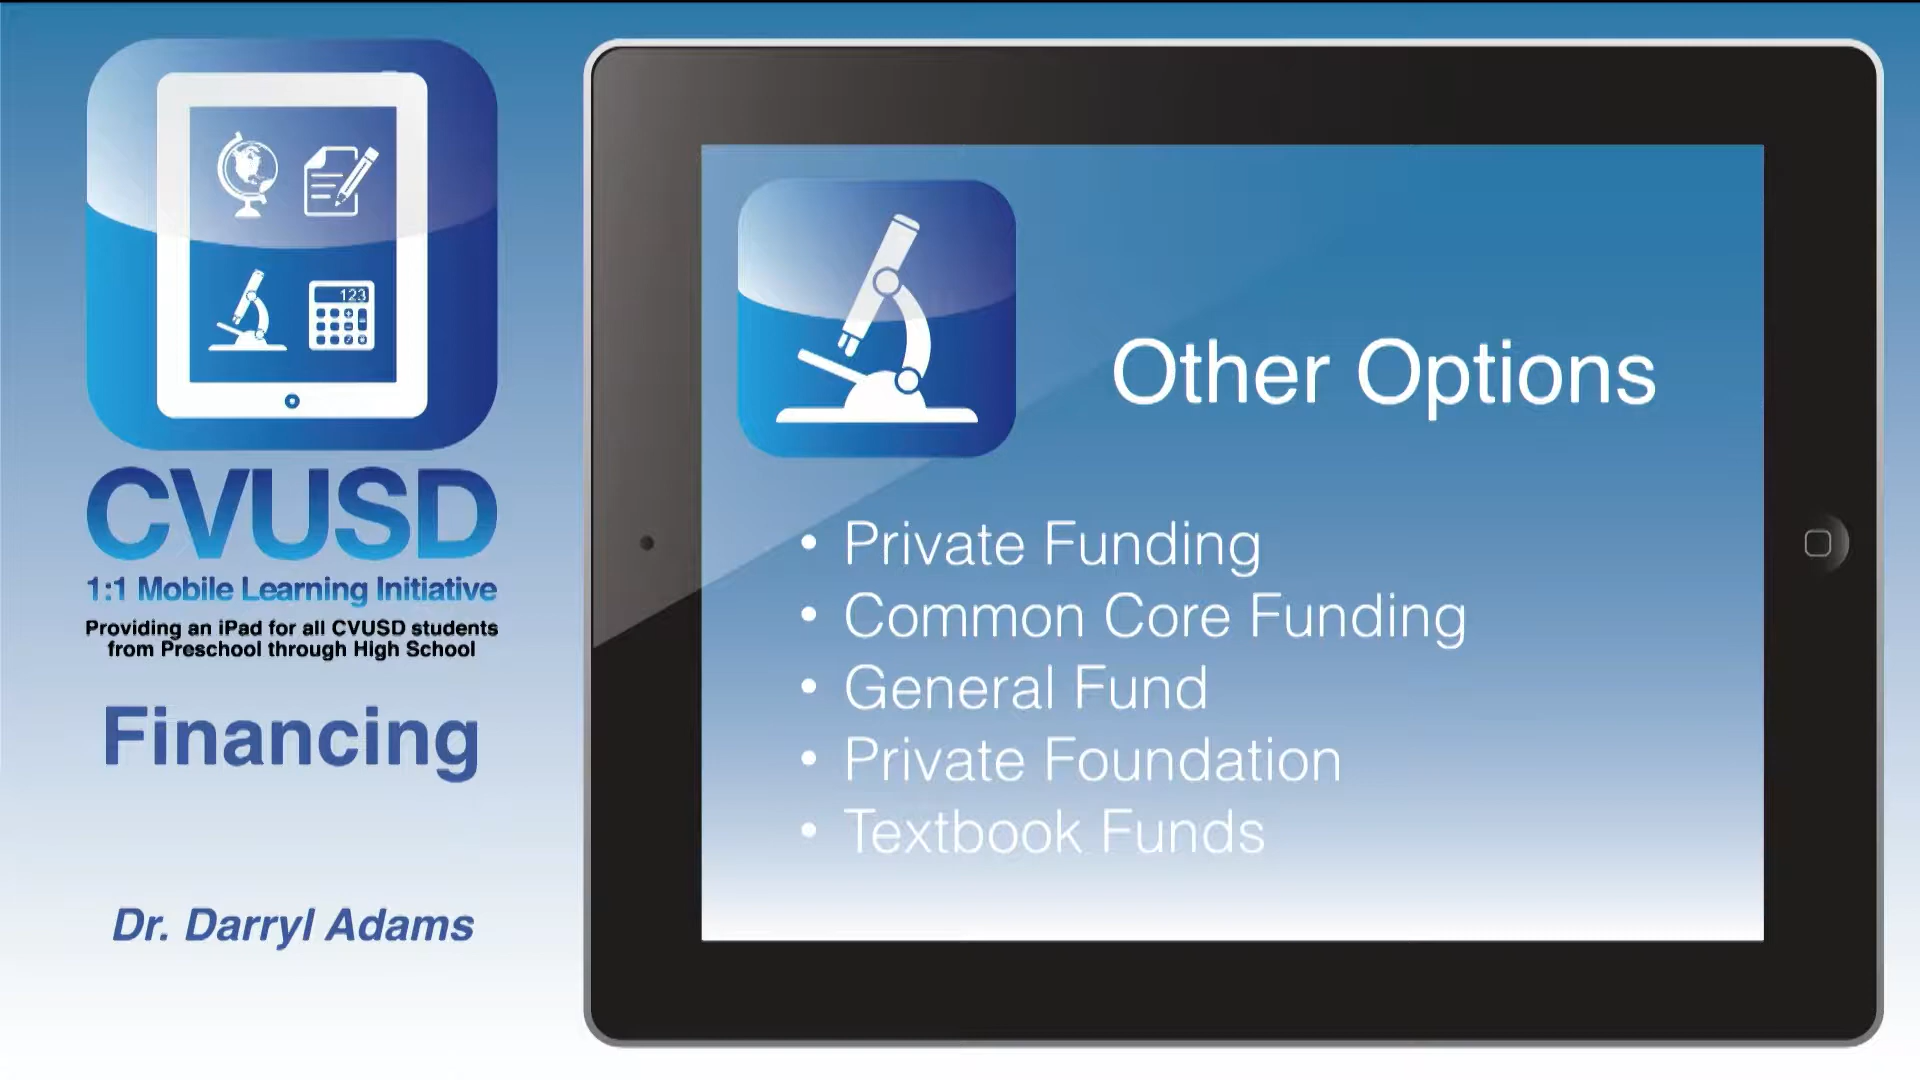 123
CVUSD
1:1 Mobile Learning Initiative
Providing an iPad for all CVUSD students
from Preschool through High School
Financing
Dr. Darryl Adams
Other Options
• Private Funding
• Common Core Funding
• General Fund
• Private Foundation
• Textbook Funds